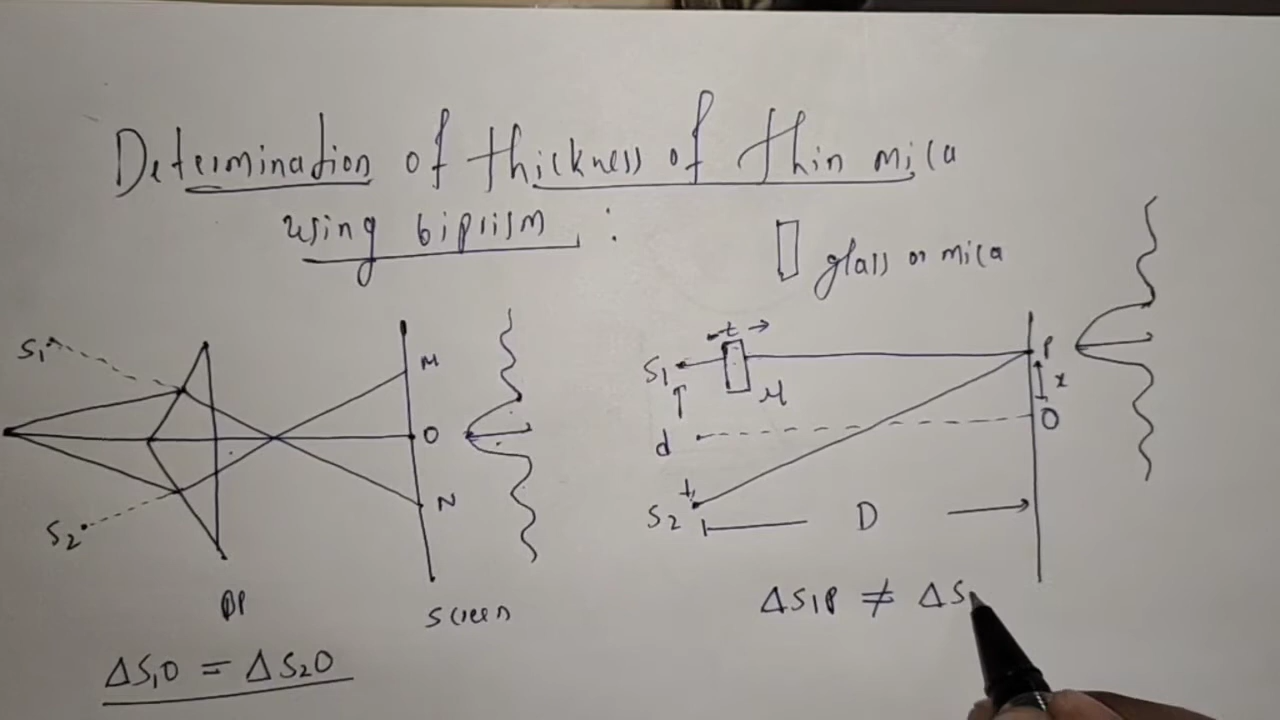 Determination of thickness of thin mica
using biprism :
glass or mica
S1
M
O
N
S2
BP
Screen
ΔS1O = ΔS2O
t
S1
μ
P
x
O
d
S2
D
ΔS1P ≠ ΔS